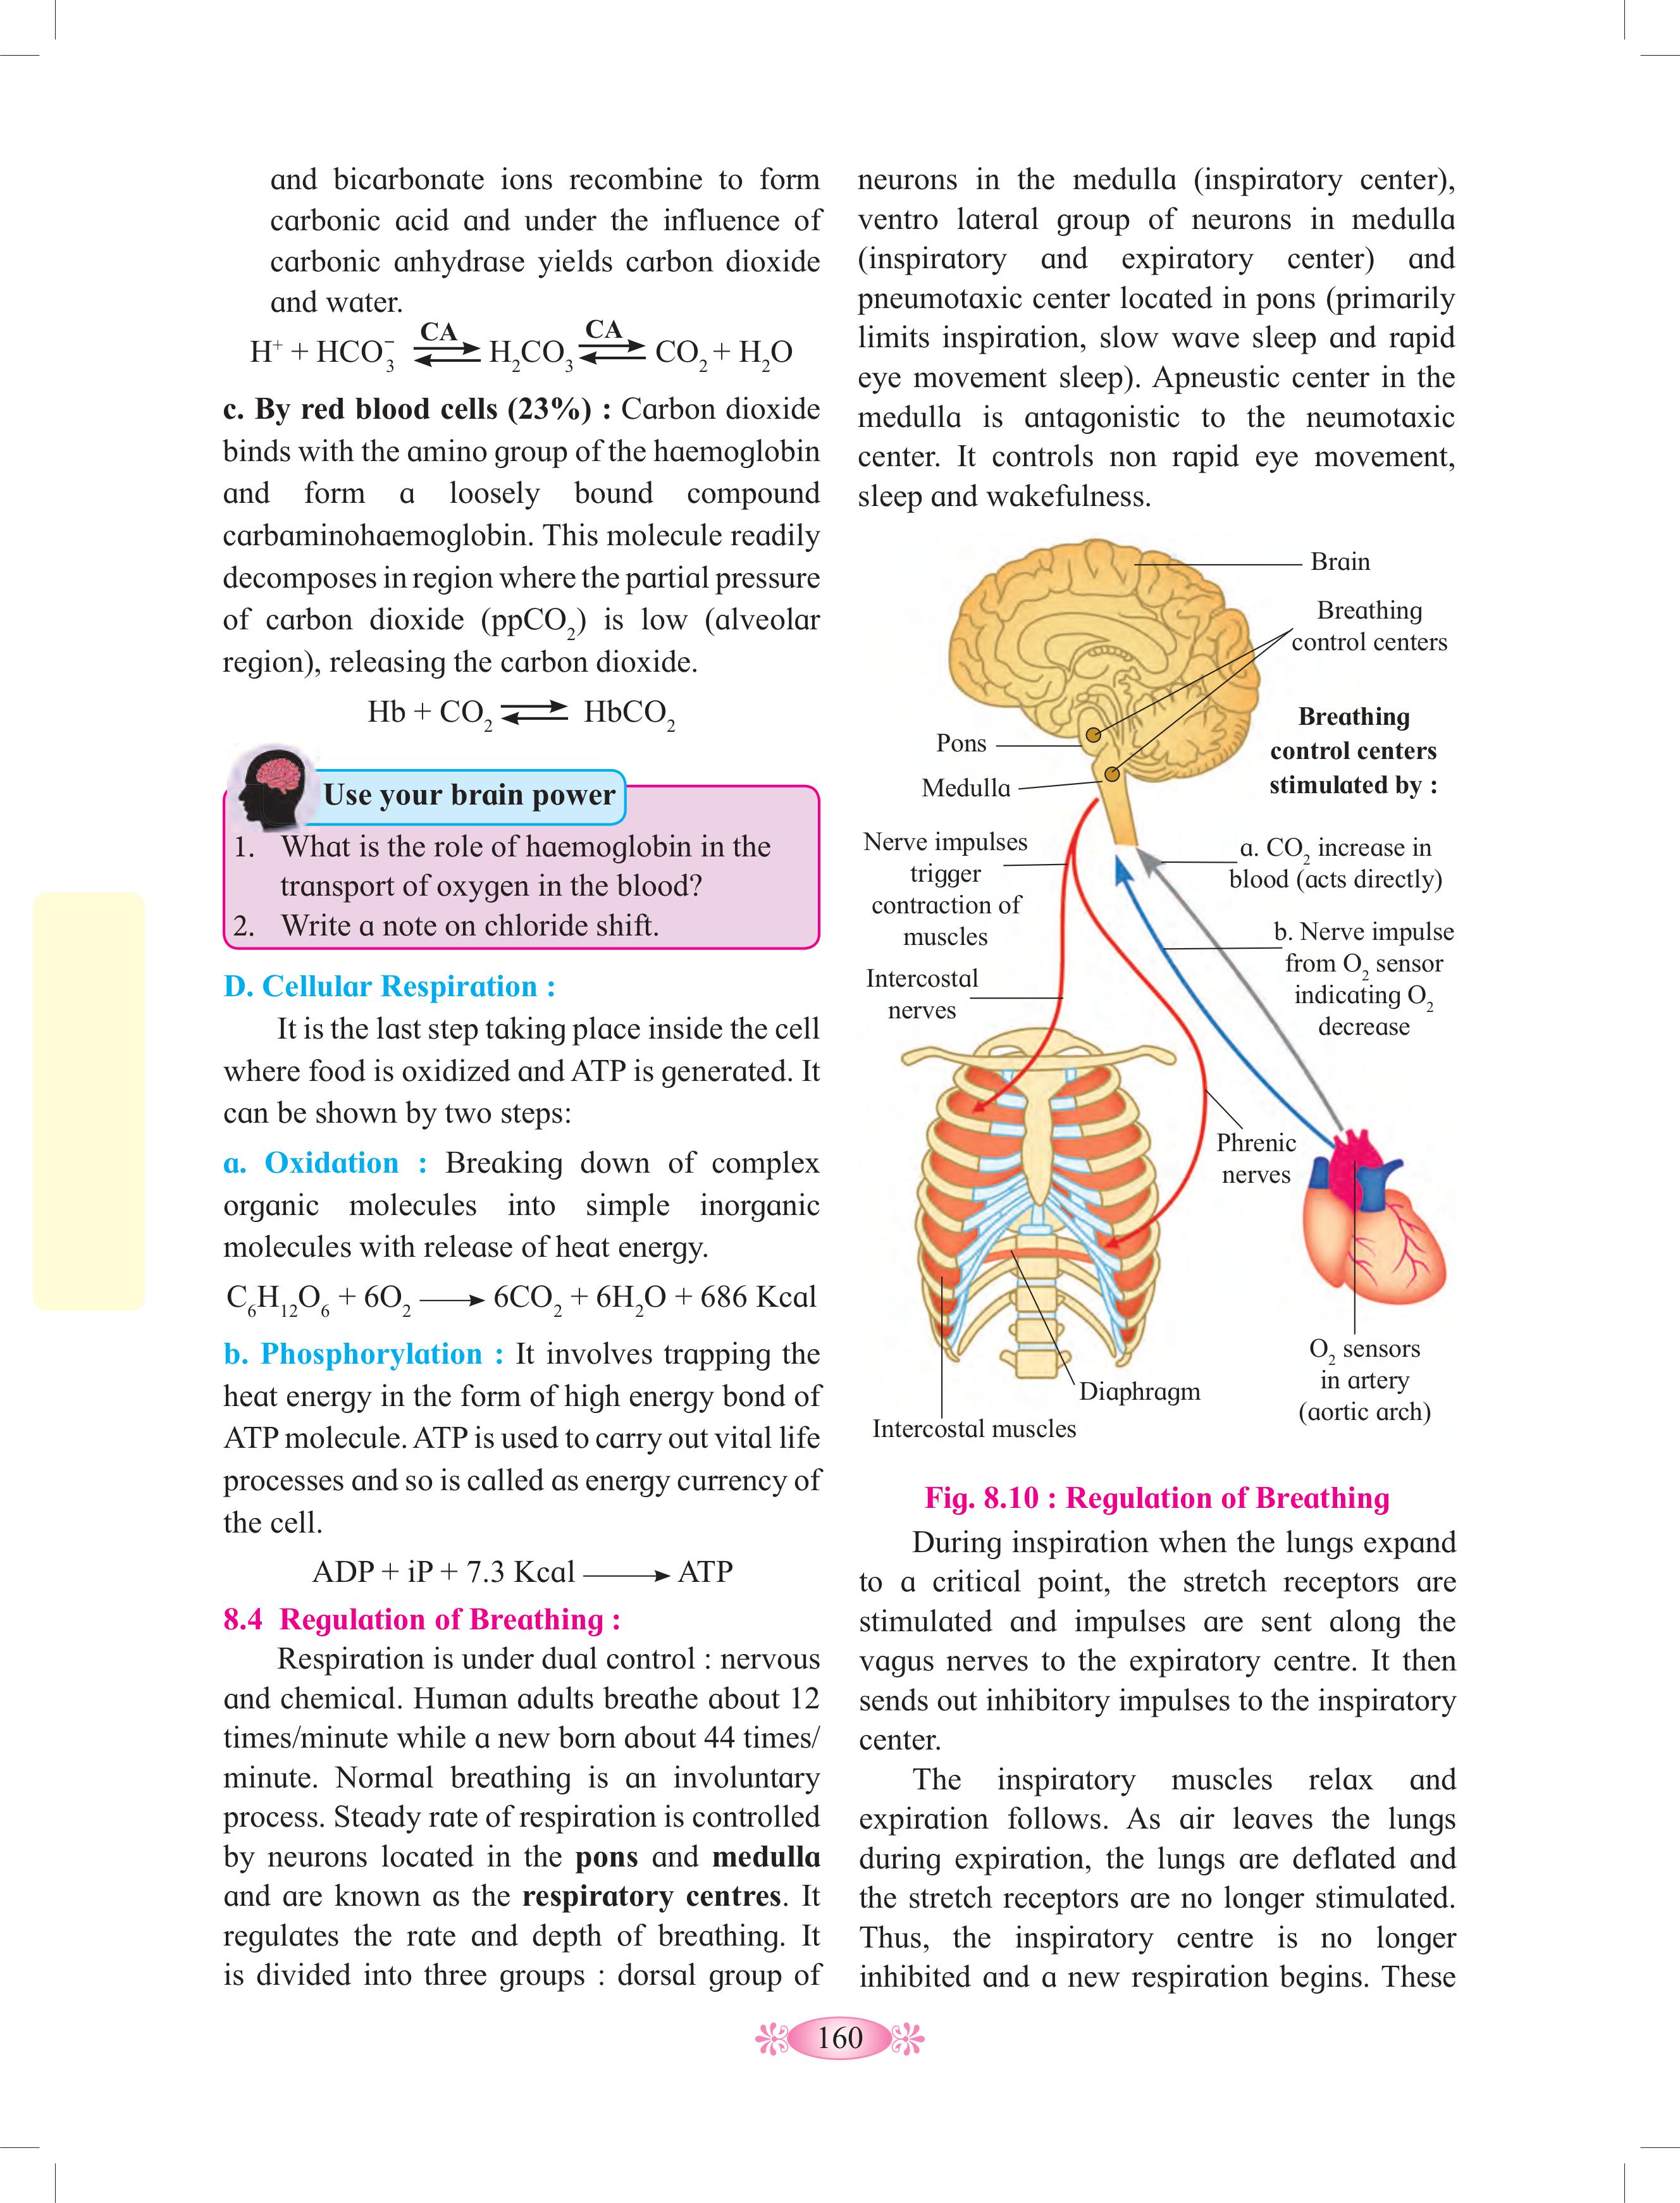 and bicarbonate ions recombine to form
carbonic acid and under the influence of
carbonic anhydrase yields carbon dioxide
and water.
H⁺ + HCO₃⁻ ⇌ H₂CO₃ ⇌ CO₂ + H₂O
CA CA
c. By red blood cells (23%) : Carbon dioxide
binds with the amino group of the haemoglobin
and form a loosely bound compound
carbaminohaemoglobin. This molecule readily
decomposes in region where the partial pressure
of carbon dioxide (ppCO₂) is low (alveolar
region), releasing the carbon dioxide.
Hb + CO₂ ⇌ HbCO₂
Use your brain power
1. What is the role of haemoglobin in the
transport of oxygen in the blood?
2. Write a note on chloride shift.
D. Cellular Respiration :
It is the last step taking place inside the cell
where food is oxidized and ATP is generated. It
can be shown by two steps:
a. Oxidation : Breaking down of complex
organic molecules into simple inorganic
molecules with release of heat energy.
C₆H₁₂O₆ + 6O₂ ⟶ 6CO₂ + 6H₂O + 686 Kcal
b. Phosphorylation : It involves trapping the
heat energy in the form of high energy bond of
ATP molecule. ATP is used to carry out vital life
processes and so is called as energy currency of
the cell.
ADP + iP + 7.3 Kcal ⟶ ATP
8.4 Regulation of Breathing :
Respiration is under dual control : nervous
and chemical. Human adults breathe about 12
times/minute while a new born about 44 times/
minute. Normal breathing is an involuntary
process. Steady rate of respiration is controlled
by neurons located in the pons and medulla
and are known as the respiratory centres. It
regulates the rate and depth of breathing. It
is divided into three groups : dorsal group of
neurons in the medulla (inspiratory center),
ventro lateral group of neurons in medulla
(inspiratory and expiratory center) and
pneumotaxic center located in pons (primarily
limits inspiration, slow wave sleep and rapid
eye movement sleep). Apneustic center in the
medulla is antagonistic to the neumotaxic
center. It controls non rapid eye movement,
sleep and wakefulness.
Brain
Breathing
control centers
Breathing
control centers
stimulated by :
Pons
Medulla
Nerve impulses
trigger
contraction of
muscles
a. CO₂ increase in
blood (acts directly)
b. Nerve impulse
from O₂ sensor
indicating O₂
decrease
Intercostal
nerves
Phrenic
nerves
O₂ sensors
in artery
(aortic arch)
Diaphragm
Intercostal muscles
Fig. 8.10 : Regulation of Breathing
During inspiration when the lungs expand
to a critical point, the stretch receptors are
stimulated and impulses are sent along the
vagus nerves to the expiratory centre. It then
sends out inhibitory impulses to the inspiratory
center.
The inspiratory muscles relax and
expiration follows. As air leaves the lungs
during expiration, the lungs are deflated and
the stretch receptors are no longer stimulated.
Thus, the inspiratory centre is no longer
inhibited and a new respiration begins. These
160